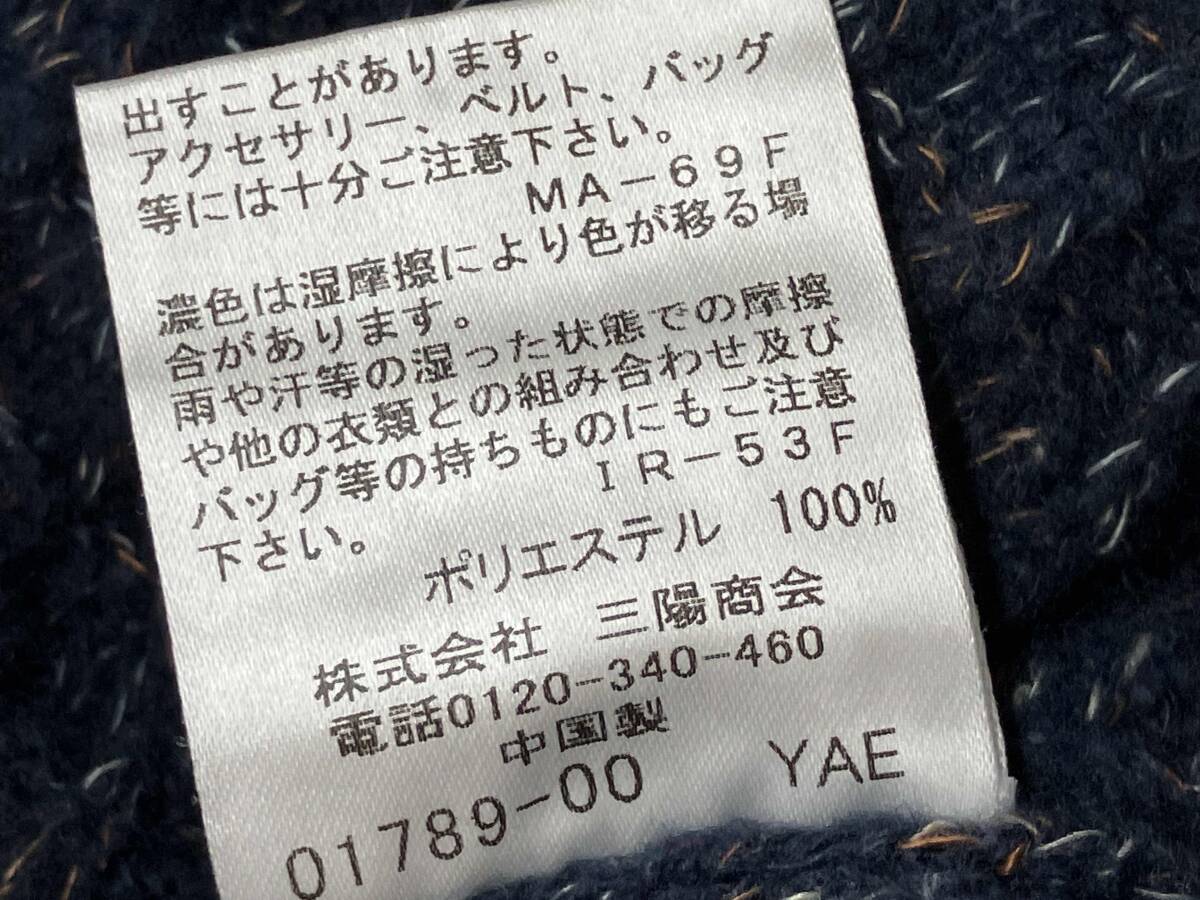 出すことがあります。
アクセサリー、ベルト、バッグ
等には十分ご注意下さい。
MA－69F
濃色は湿摩擦により色が移る場
合があります。
雨や汗等の湿った状態での摩擦
や他の衣類との組み合わせ及び
バッグ等の持ちものにもご注意
下さい。
IR－53F
ポリエステル 100%
株式会社 三陽商会
電話0120-340-460
中国製
01789-00 YAE